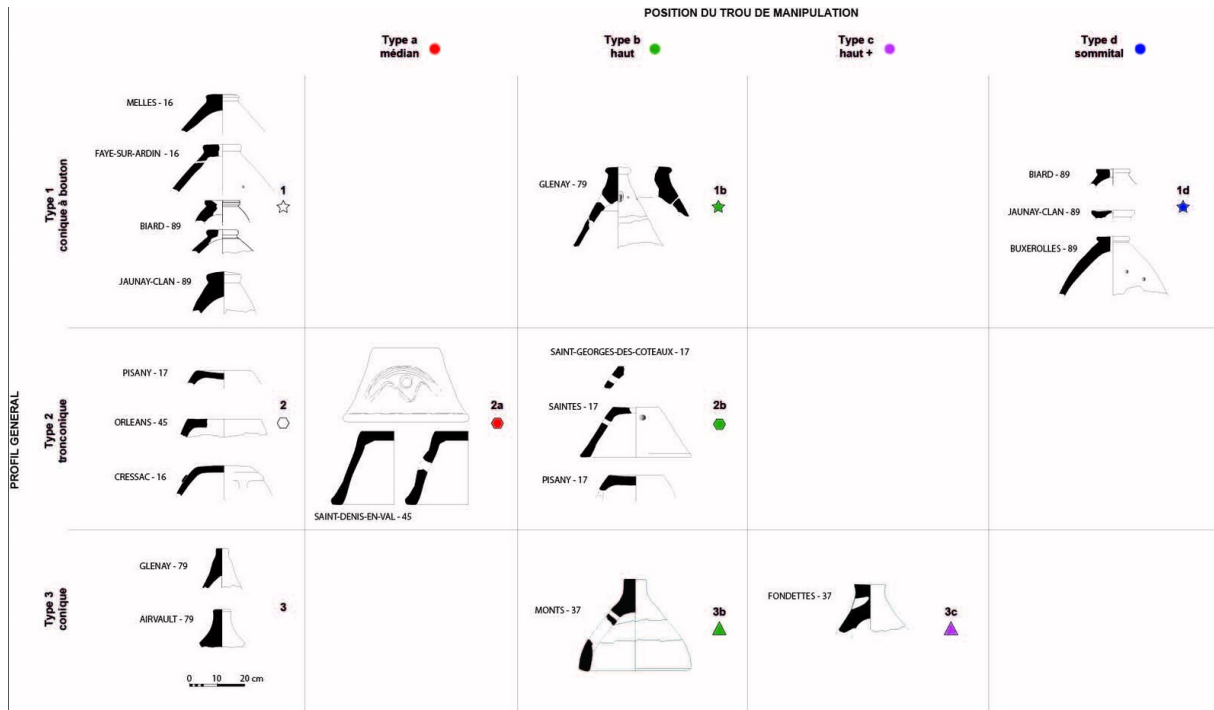 POSITION DU TROU DE MANIPULATION
Type a
médian
Type b
haut
Type c
haut +
Type d
sommital
PROFIL GENERAL
Type 1
conique à bouton
MELLES - 16
FAYE-SUR-ARDIN - 16
BIARD - 89
JAUNAY-CLAN - 89
1
GLENAY - 79
1b
BIARD - 89
JAUNAY-CLAN - 89
BUXEROLLES - 89
1d
Type 2
tronconique
PISANY - 17
ORLEANS - 45
CRESSAC - 16
2
SAINT-DENIS-EN-VAL - 45
2a
SAINT-GEORGES-DES-COTEAUX - 17
SAINTES - 17
PISANY - 17
2b
Type 3
conique
GLENAY - 79
AIRVAULT - 79
3
MONTS - 37
3b
FONDETTES - 37
3c
0 10 20 cm